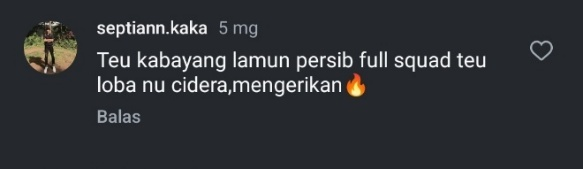 septiann.kaka 5 mg
Teu kabayang lamun persib full squad teu
loba nu cidera,mengerikan🔥
Balas